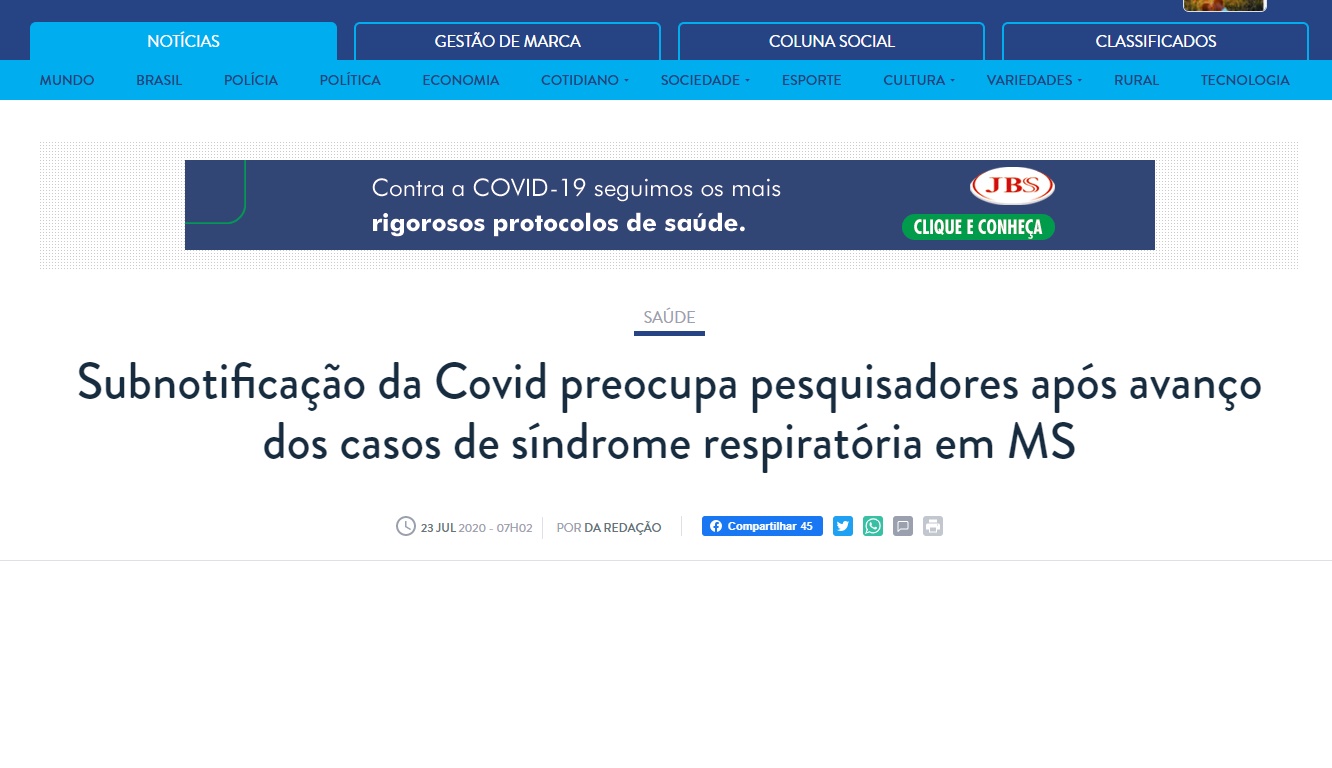 NOTÍCIAS
GESTÃO DE MARCA
COLUNA SOCIAL
CLASSIFICADOS
MUNDO BRASIL POLÍCIA POLÍTICA ECONOMIA COTIDIANO SOCIEDADE ESPORTE CULTURA VARIEDADES RURAL TECNOLOGIA
Contra a COVID-19 seguimos os mais
rigorosos protocolos de saúde.
JBS
CLIQUE E CONHEÇA
SAÚDE
Subnotificação da Covid preocupa pesquisadores após avanço
dos casos de síndrome respiratória em MS
23 JUL 2020 - 07H02 POR DA REDAÇÃO Compartilhar 45